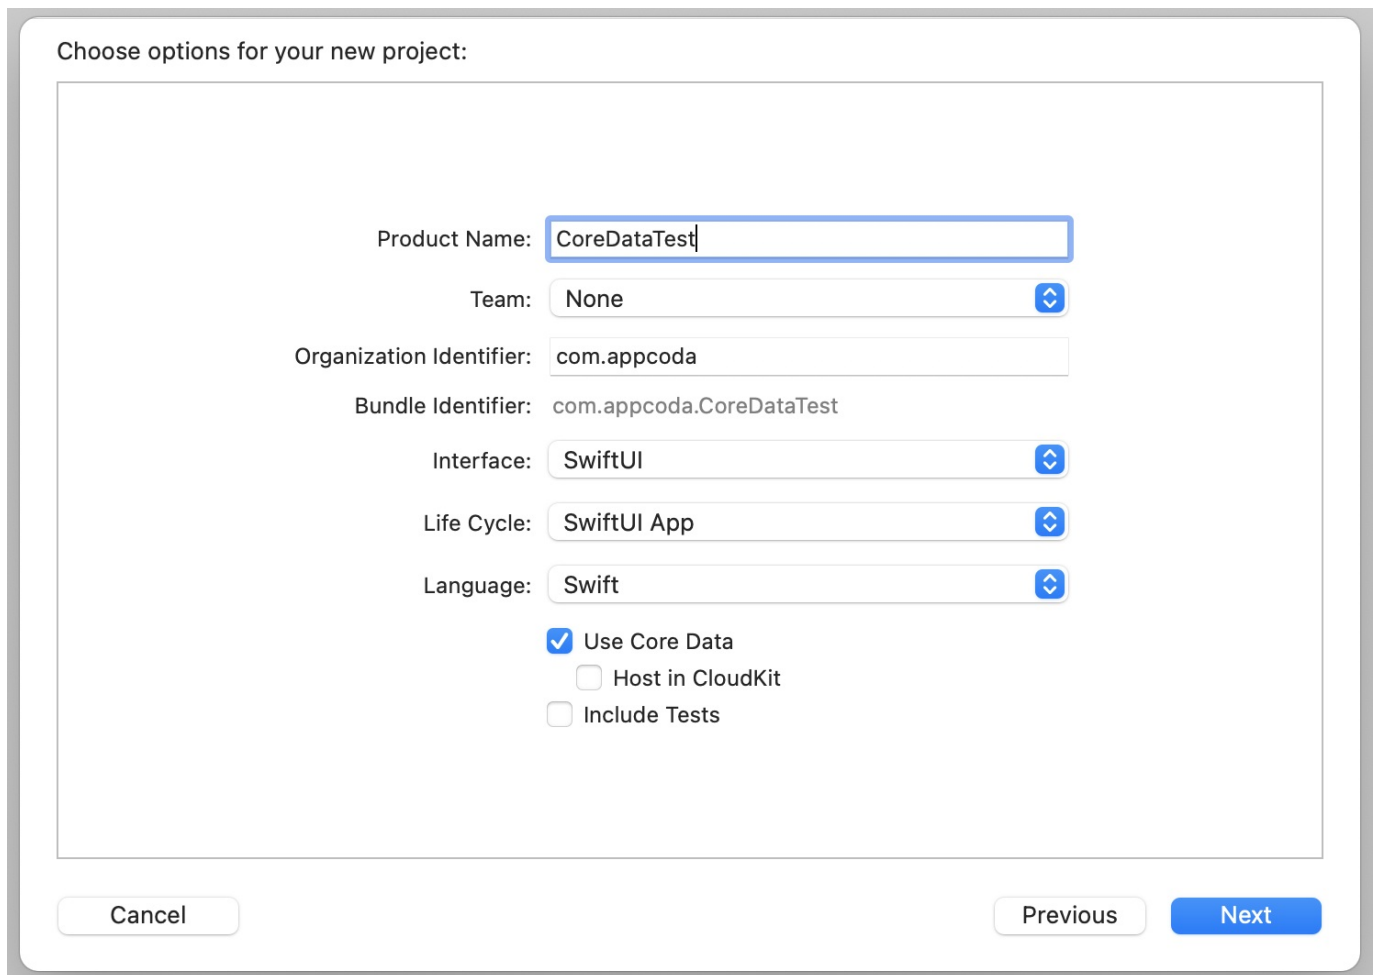 Choose options for your new project:
Product Name: CoreDataTest
Team: None
Organization Identifier: com.appcoda
Bundle Identifier: com.appcoda.CoreDataTest
Interface: SwiftUI
Life Cycle: SwiftUI App
Language: Swift
Use Core Data
Host in CloudKit
Include Tests
Cancel Previous Next